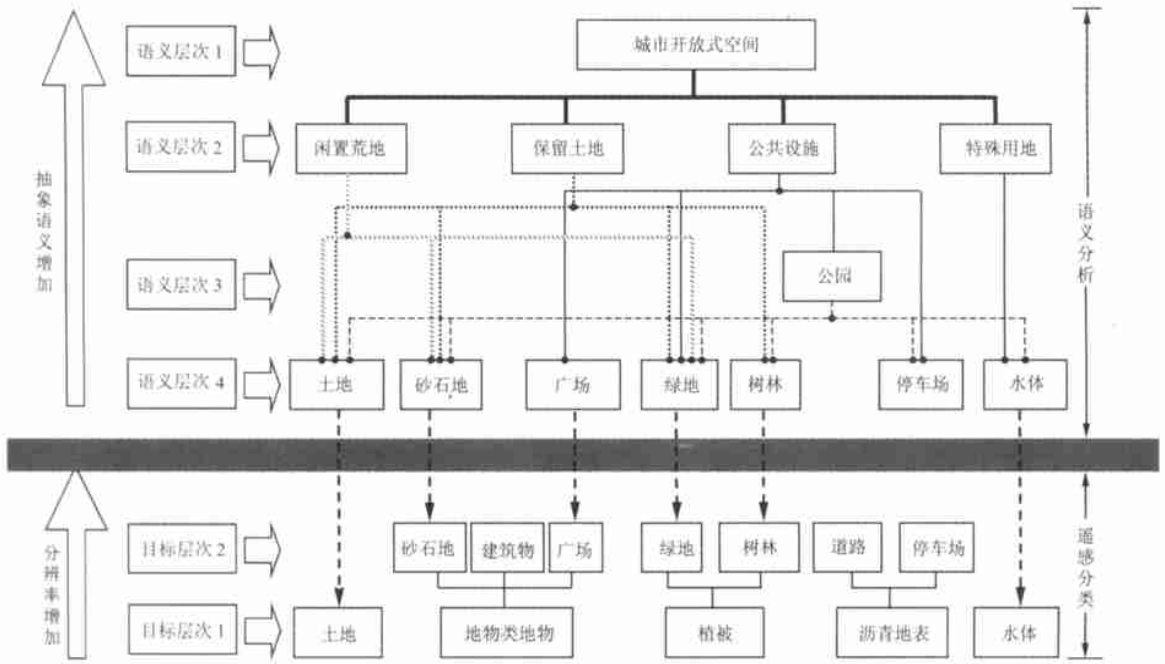 语义层次 1
城市开放式空间
语义层次 2
闲置荒地
保留土地
公共设施
特殊用地
抽象语义增加
语义分析
语义层次 3
公园
语义层次 4
土地
砂石地
广场
绿地
树林
停车场
水体
分辨率增加
遥感分类
目标层次 2
砂石地
建筑物
广场
绿地
树林
道路
停车场
目标层次 1
土地
地物类地物
植被
沥青地表
水体